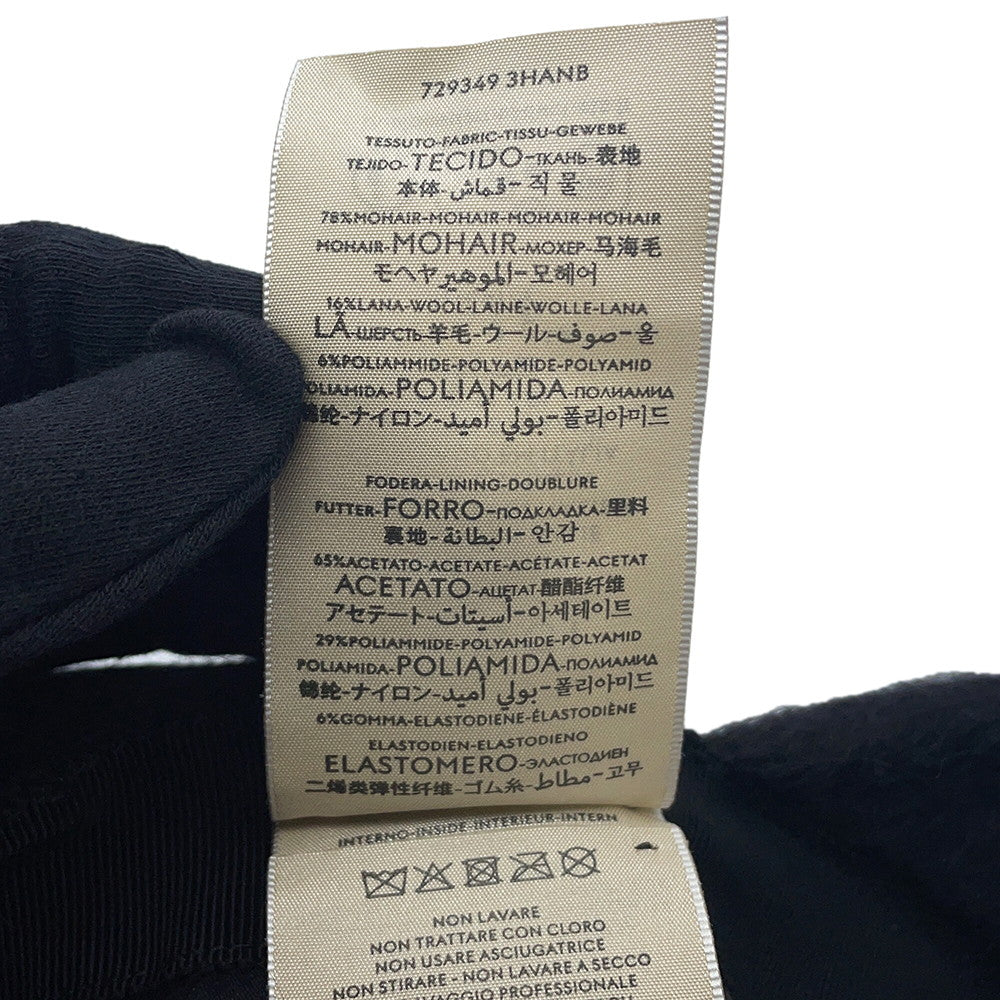 729349 3HANB
TESSUTO-FABRIC-TISSU-GEWEBE
TEJIDO-TECIDO-ТКАНЬ-表地
本体-قماش-직물
78%MOHAIR-MOHAIR-MOHAIR-MOHAIR
MOHAIR-MOHAIR-МОХЕР-马海毛
モヘヤ-الموهير-모헤어
16%LANA-WOOL-LAINE-WOLLE-LANA
LÃ-ШЕРСТЬ-羊毛-ウール-صوف-울
6%POLIAMMIDE-POLYAMIDE-POLYAMID
POLIAMIDA-POLIAMIDA-ПОЛИАМИД
锦纶-ナイロン-بولي أميد-폴리아미드
FODERA-LINING-DOUBLURE
FUTTER-FORRO-ПОДКЛАДКА-里料
裏地-البطانة-안감
65%ACETATO-ACETATE-ACÉTATE-ACETAT
ACETATO-АЦЕТАТ-醋酯纤维
アセテート-أسيتات-아세테이트
29%POLIAMMIDE-POLYAMIDE-POLYAMID
POLIAMIDA-POLIAMIDA-ПОЛИАМИД
锦纶-ナイロン-بولي أميد-폴리아미드
6%GOMMA-ELASTODIENE-ÉLASTODIÈNE
ELASTODIEN-ELASTODIENO
ELASTOMERO-ЭЛАСТОДИЕН
二烯类弹性纤维-ゴム糸-مطاط-고무
INTERNO-INSIDE-INTERIEUR-INTERN
NON LAVARE
NON TRATTARE CON CLORO
NON USARE ASCIUGATRICE
NON STIRARE - NON LAVARE A SECCO
LAVAGGIO PROFESSIONALE